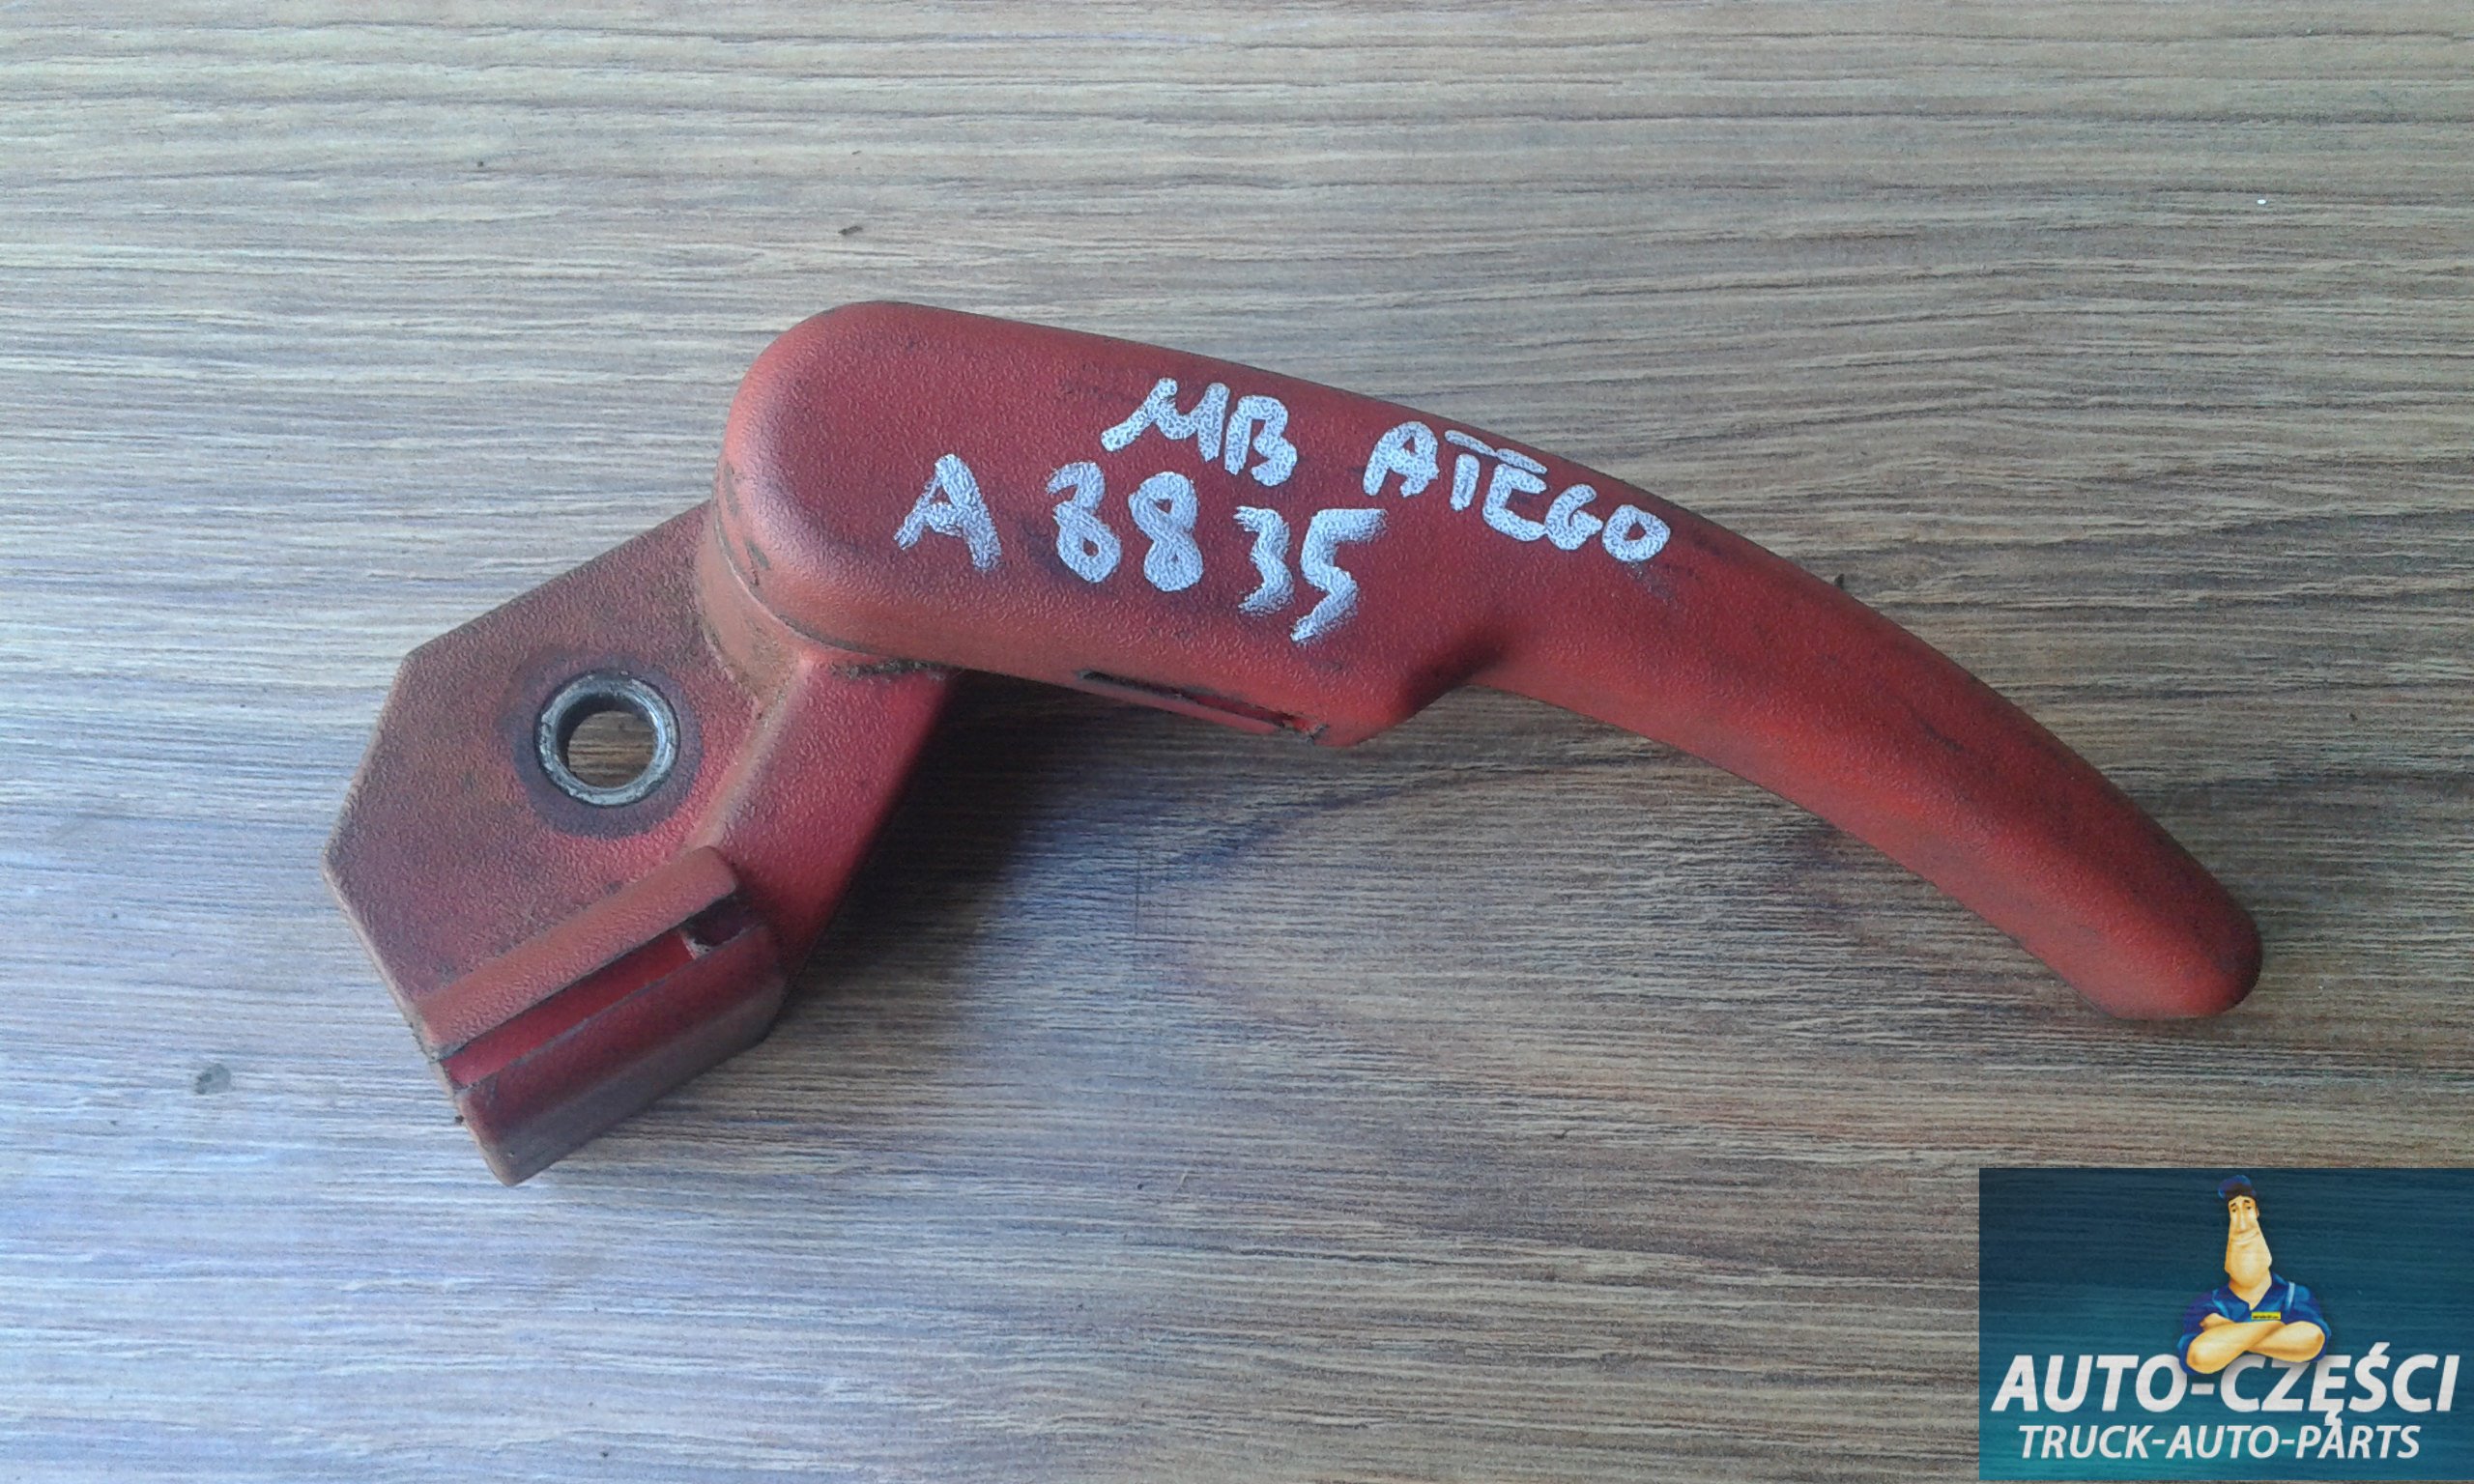 MB ATEGO
A 8835
AUTO-CZĘŚCI
TRUCK-AUTO-PARTS